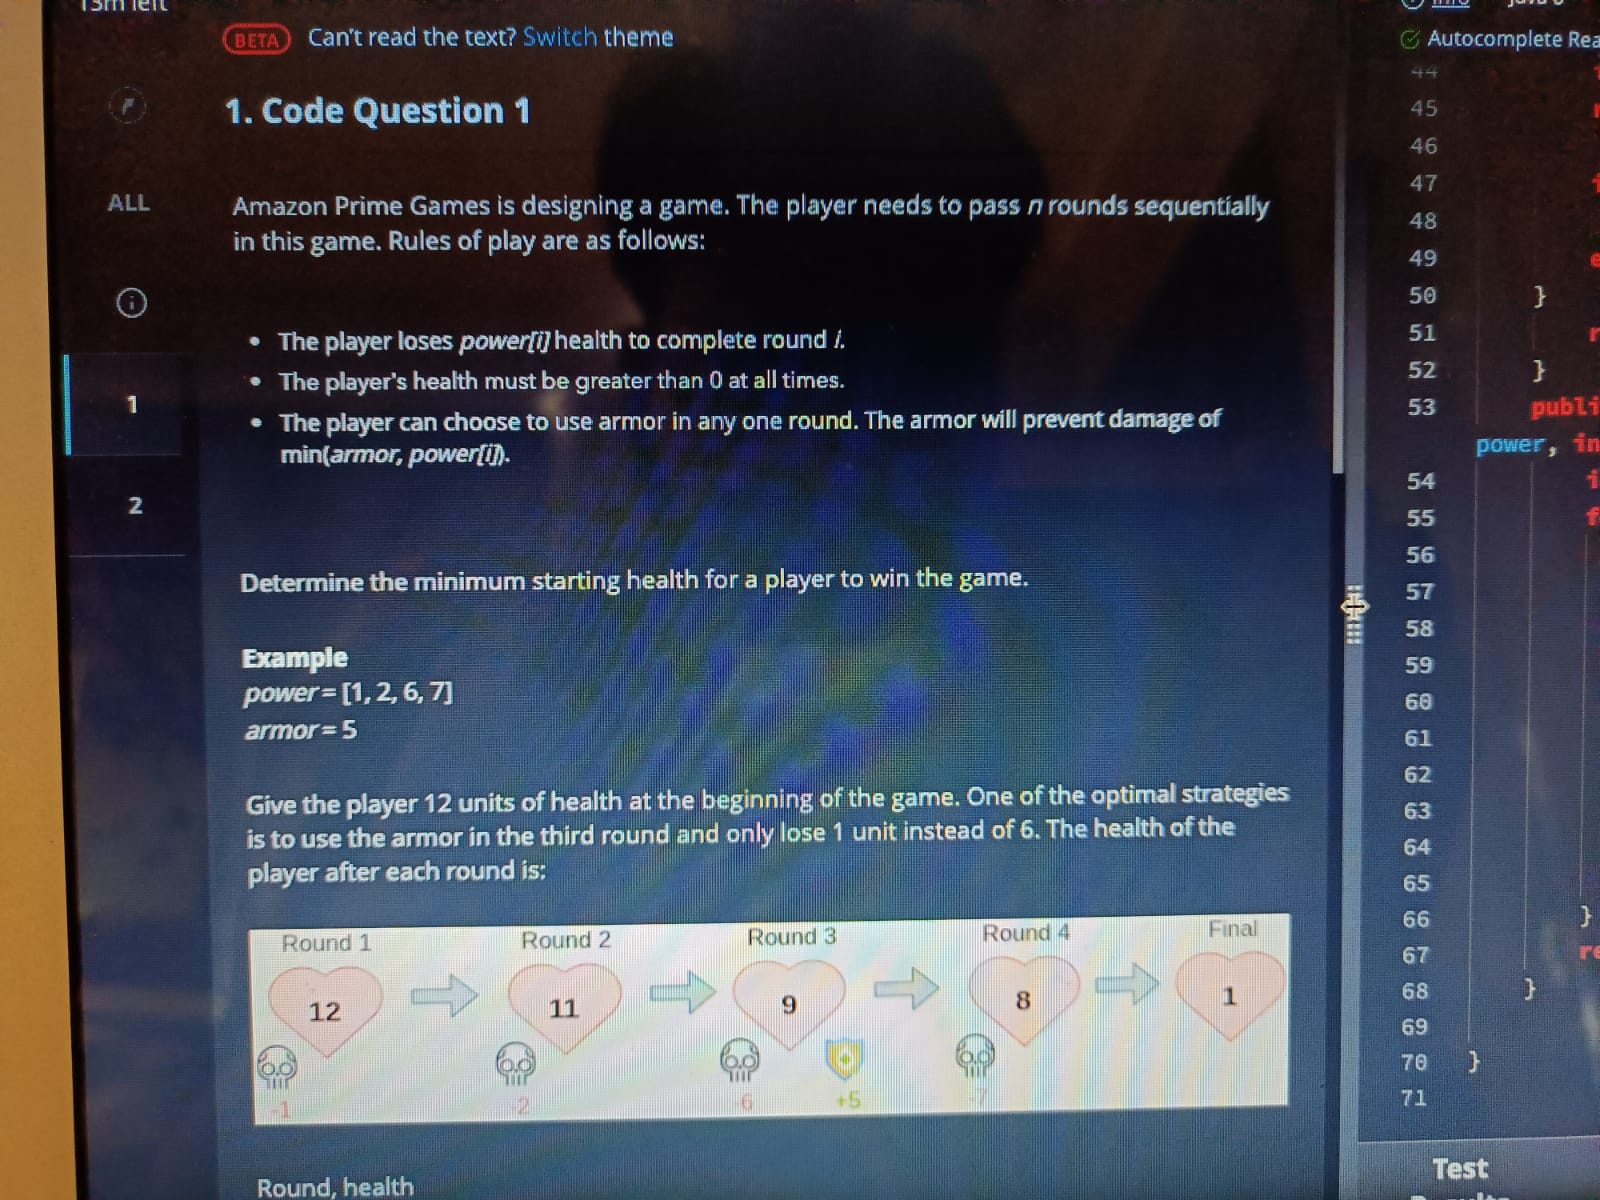 13m left
BETA Can't read the text? Switch theme
1. Code Question 1
ALL
Amazon Prime Games is designing a game. The player needs to pass n rounds sequentially
in this game. Rules of play are as follows:
• The player loses power[i] health to complete round i.
• The player's health must be greater than 0 at all times.
• The player can choose to use armor in any one round. The armor will prevent damage of
min(armor, power[i]).
1
2
Determine the minimum starting health for a player to win the game.
Example
power= [1, 2, 6, 7]
armor= 5
Give the player 12 units of health at the beginning of the game. One of the optimal strategies
is to use the armor in the third round and only lose 1 unit instead of 6. The health of the
player after each round is:
Round 1 Round 2 Round 3 Round 4 Final
12 11 9 8 1
-1 -2 -6 +5 -7
Round, health
Autocomplete Rea
44
45
46
47
48
49 e
50 }
51 r
52 }
53 publi
power, in
54 i
55 f
56
57
58
59
60
61
62
63
64
65
66 }
67 re
68 }
69
70 }
71
Test